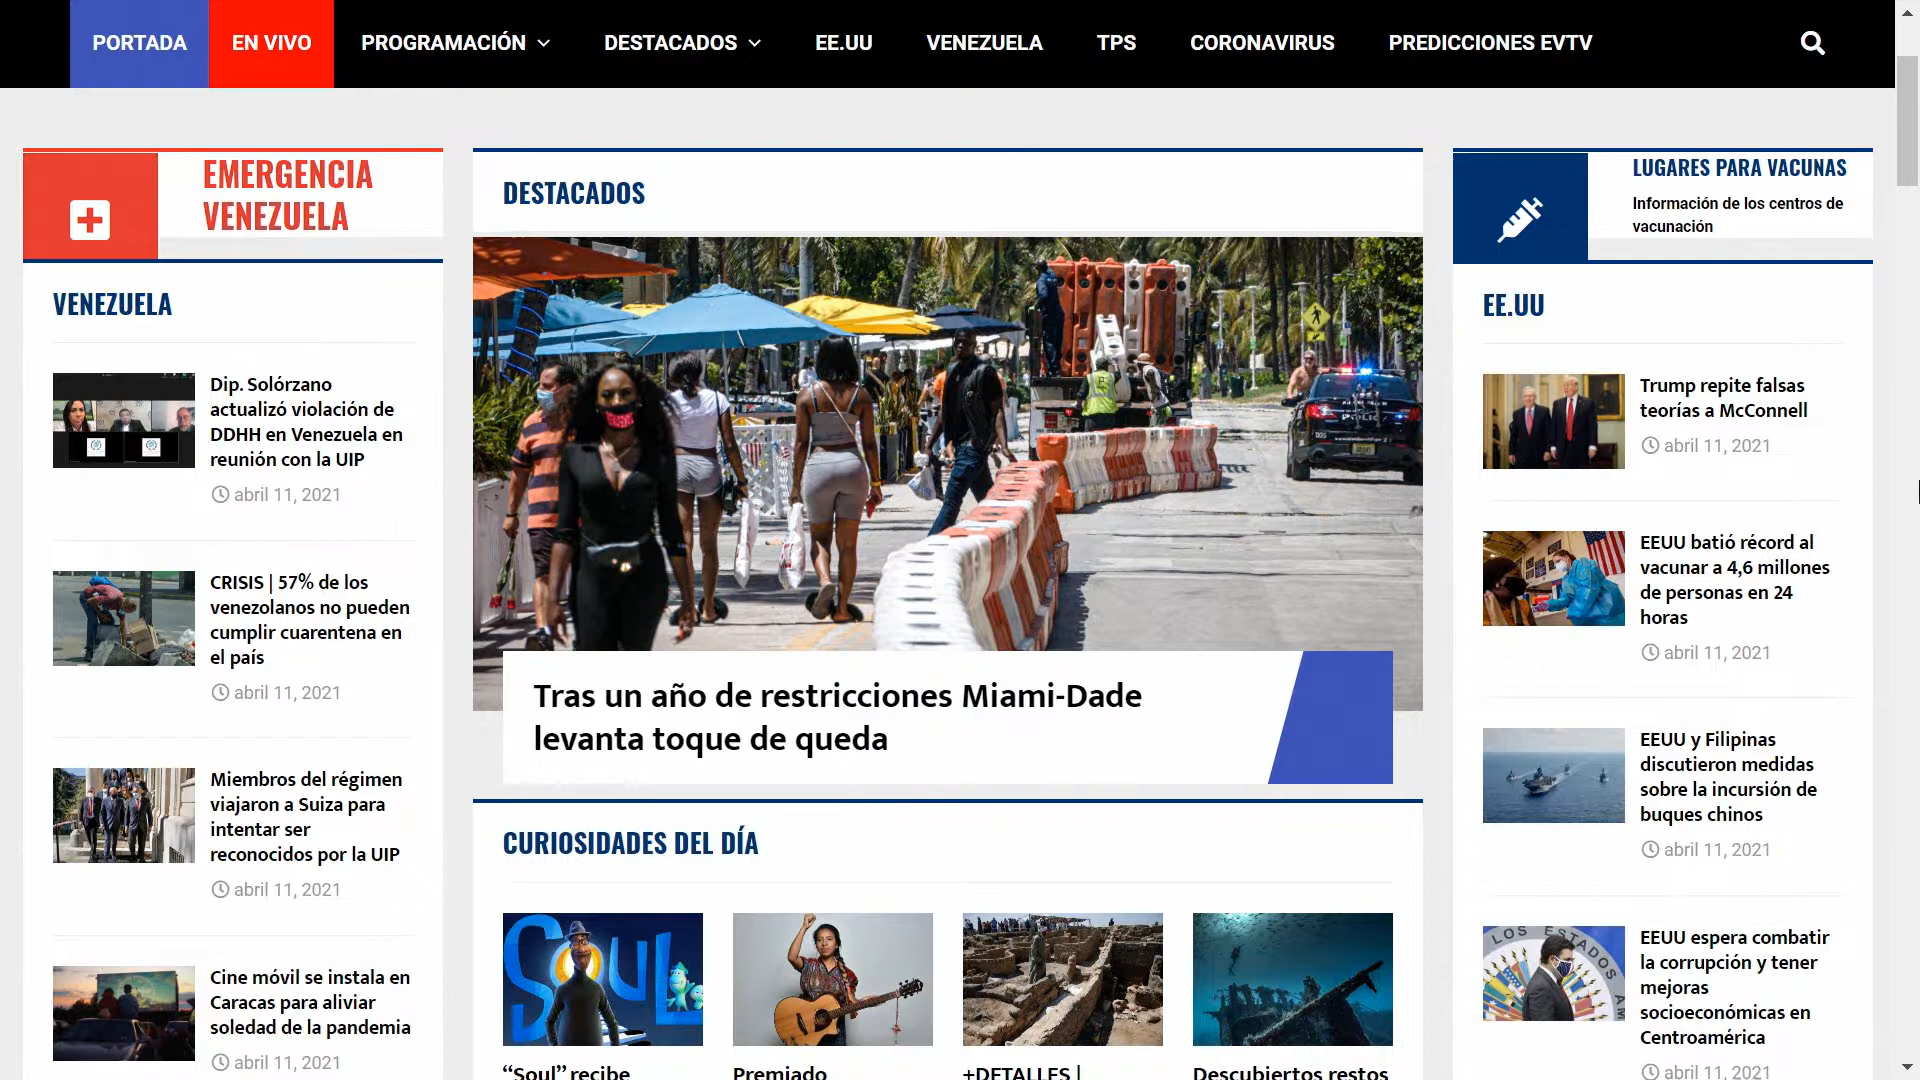 PORTADA
EN VIVO
PROGRAMACIÓN
DESTACADOS
EE.UU
VENEZUELA
TPS
CORONAVIRUS
PREDICCIONES EVTV
EMERGENCIA
VENEZUELA
VENEZUELA
Dip. Solórzano
actualizó violación de
DDHH en Venezuela en
reunión con la UIP
abril 11, 2021
CRISIS | 57% de los
venezolanos no pueden
cumplir cuarentena en
el país
abril 11, 2021
Miembros del régimen
viajaron a Suiza para
intentar ser
reconocidos por la UIP
abril 11, 2021
Cine móvil se instala en
Caracas para aliviar
soledad de la pandemia
abril 11, 2021
DESTACADOS
POLICE
Tras un año de restricciones Miami-Dade
levanta toque de queda
CURIOSIDADES DEL DÍA
SOUL
“Soul” recibe
Premiado
+DETALLES |
Descubiertos restos
LUGARES PARA VACUNAS
Información de los centros de
vacunación
EE.UU
Trump repite falsas
teorías a McConnell
abril 11, 2021
EEUU batió récord al
vacunar a 4,6 millones
de personas en 24
horas
abril 11, 2021
EEUU y Filipinas
discutieron medidas
sobre la incursión de
buques chinos
abril 11, 2021
LOS ESTADOS AM
EEUU espera combatir
la corrupción y tener
mejoras
socioeconómicas en
Centroamérica
abril 11, 2021